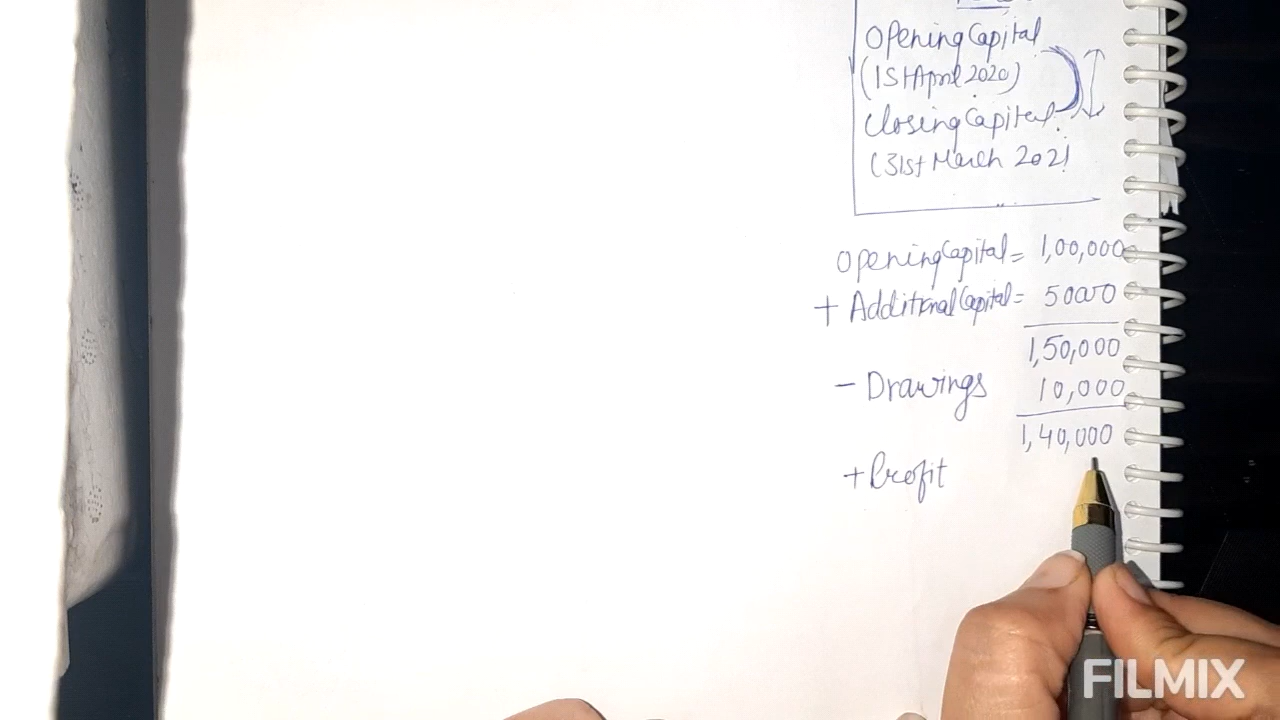 Opening Capital
(1st April 2020)
Closing Capital
(31st March 2021
Opening Capital = 1,00,000
+ Additional Capital = 50000
1,50,000
- Drawings 10,000
1,40,000
+ Profit
FILMIX